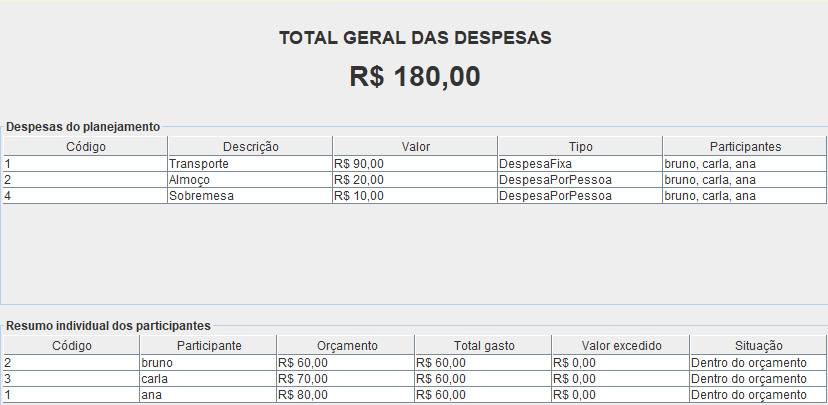 TOTAL GERAL DAS DESPESAS
R$ 180,00
Despesas do planejamento
Código Descrição Valor Tipo Participantes
1 Transporte R$ 90,00 DespesaFixa bruno, carla, ana
2 Almoço R$ 20,00 DespesaPorPessoa bruno, carla, ana
4 Sobremesa R$ 10,00 DespesaPorPessoa bruno, carla, ana
Resumo individual dos participantes
Código Participante Orçamento Total gasto Valor excedido Situação
2 bruno R$ 60,00 R$ 60,00 R$ 0,00 Dentro do orçamento
3 carla R$ 70,00 R$ 60,00 R$ 0,00 Dentro do orçamento
1 ana R$ 80,00 R$ 60,00 R$ 0,00 Dentro do orçamento